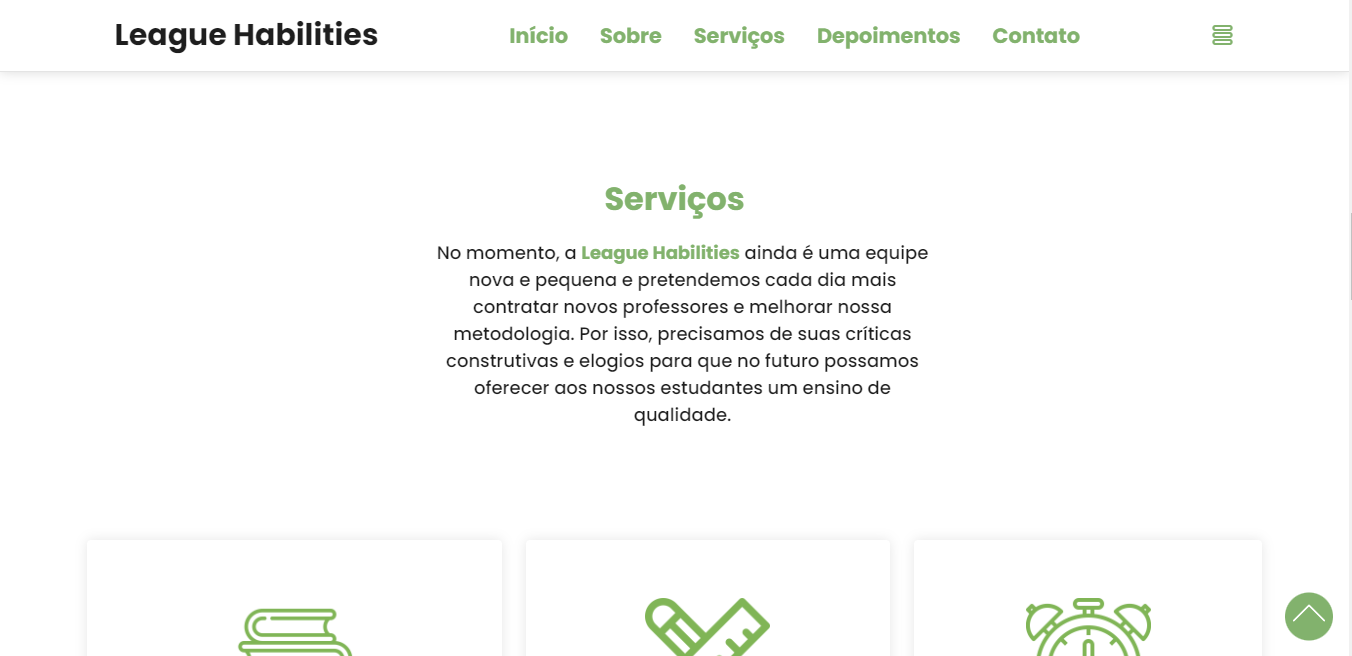 League Habilities
Início Sobre Serviços Depoimentos Contato
Serviços
No momento, a League Habilities ainda é uma equipe
nova e pequena e pretendemos cada dia mais
contratar novos professores e melhorar nossa
metodologia. Por isso, precisamos de suas críticas
construtivas e elogios para que no futuro possamos
oferecer aos nossos estudantes um ensino de
qualidade.